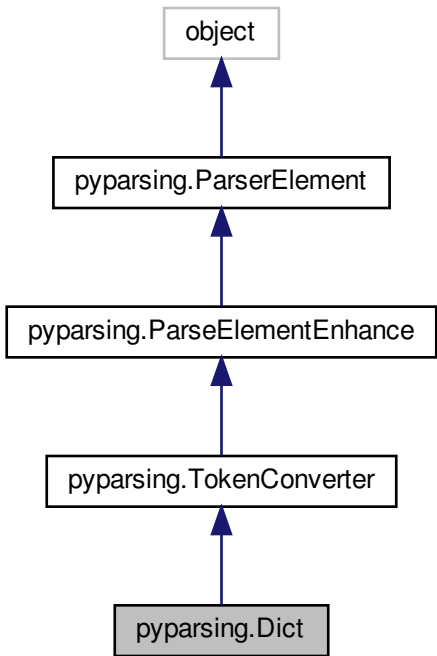 object
pyparsing.ParserElement
pyparsing.ParseElementEnhance
pyparsing.TokenConverter
pyparsing.Dict